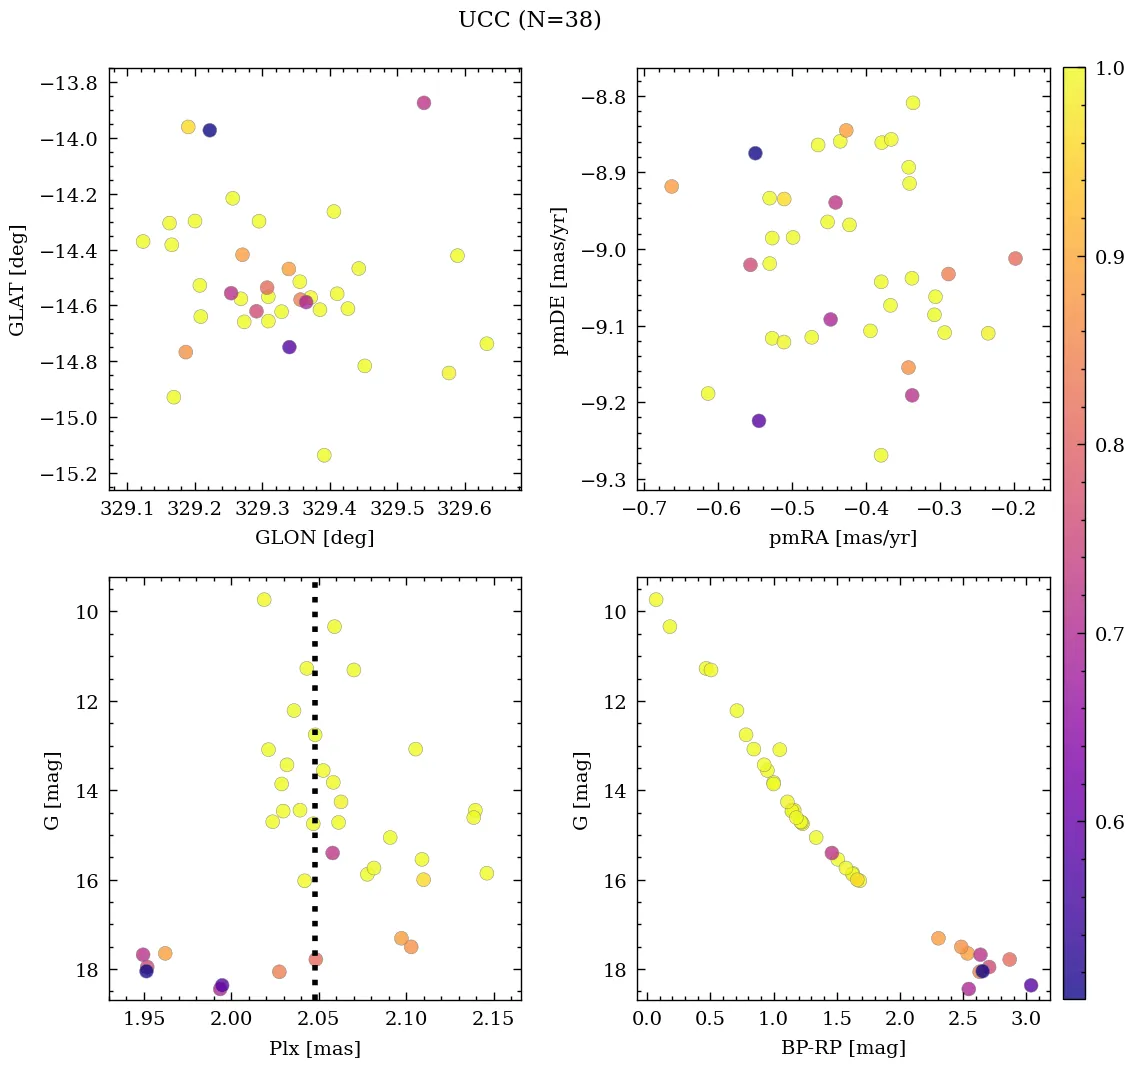 UCC (N=38)
−13.8
−14.0
−14.2
−14.4
−14.6
−14.8
−15.0
−15.2
GLAT [deg]
329.1 329.2 329.3 329.4 329.5 329.6
GLON [deg]
−8.8
−8.9
−9.0
−9.1
−9.2
−9.3
pmDE [mas/yr]
−0.7 −0.6 −0.5 −0.4 −0.3 −0.2
pmRA [mas/yr]
10
12
14
16
18
G [mag]
1.95 2.00 2.05 2.10 2.15
Plx [mas]
10
12
14
16
18
G [mag]
0.0 0.5 1.0 1.5 2.0 2.5 3.0
BP-RP [mag]
1.0
0.9
0.8
0.7
0.6